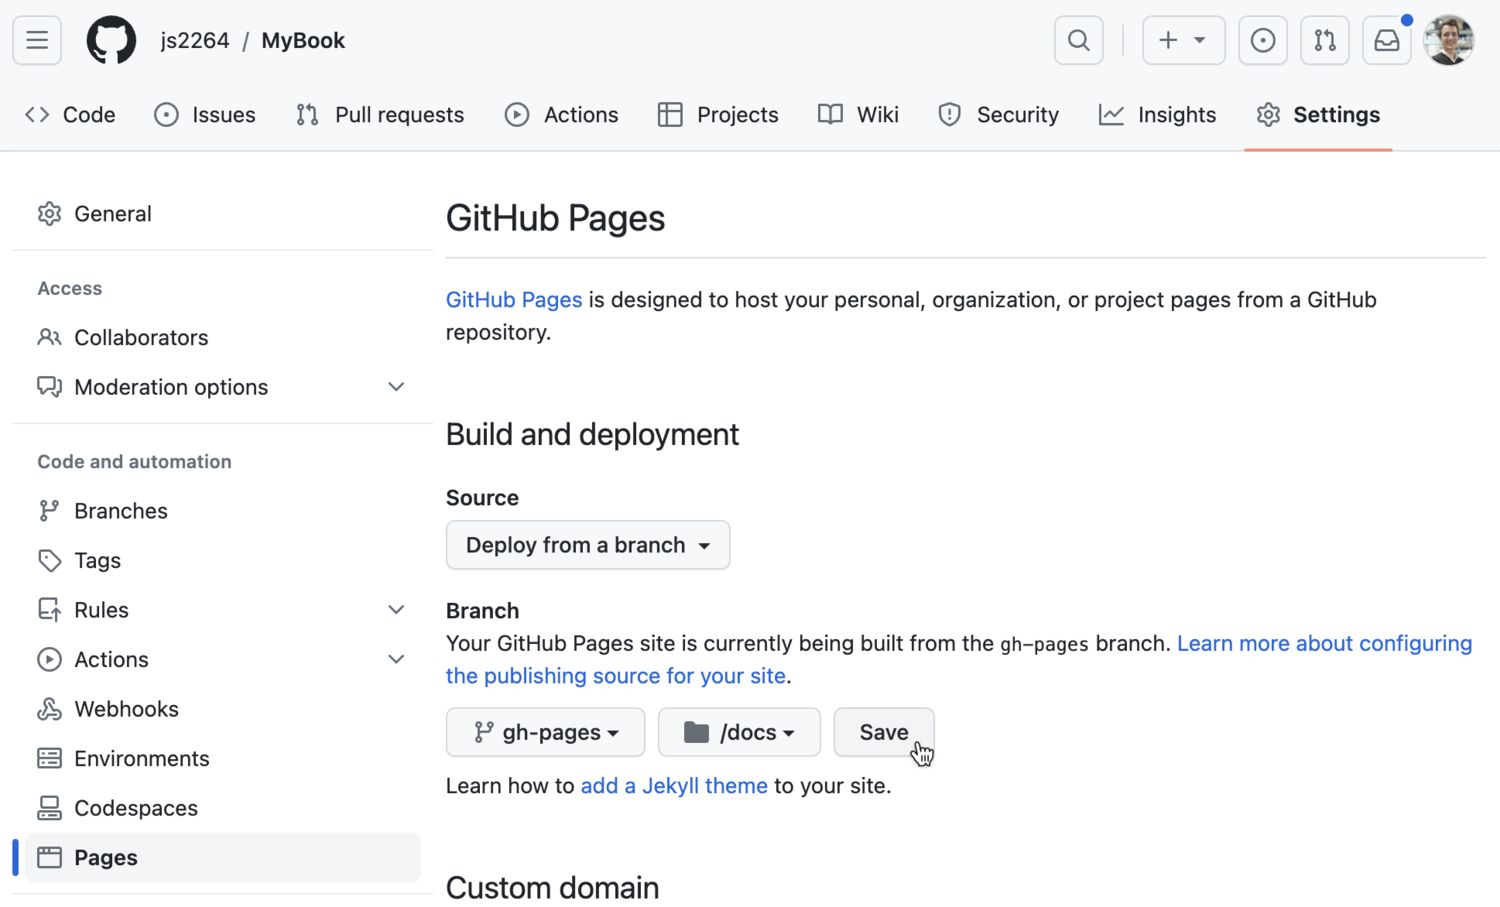 js2264 / MyBook
Code Issues Pull requests Actions Projects Wiki Security Insights Settings
General
Access
Collaborators
Moderation options
Code and automation
Branches
Tags
Rules
Actions
Webhooks
Environments
Codespaces
Pages
GitHub Pages
GitHub Pages is designed to host your personal, organization, or project pages from a GitHub
repository.
Build and deployment
Source
Deploy from a branch
Branch
Your GitHub Pages site is currently being built from the gh-pages branch. Learn more about configuring
the publishing source for your site.
gh-pages /docs Save
Learn how to add a Jekyll theme to your site.
Custom domain